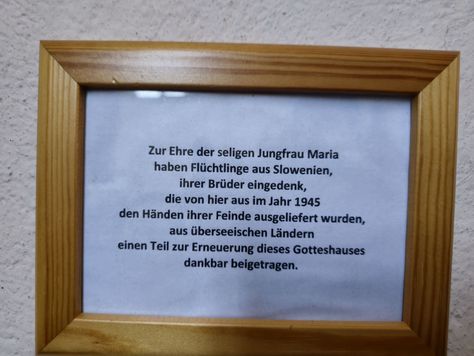 Zur Ehre der seligen Jungfrau Maria
haben Flüchtlinge aus Slowenien,
ihrer Brüder eingedenk,
die von hier aus im Jahr 1945
den Händen ihrer Feinde ausgeliefert wurden,
aus überseeischen Ländern
einen Teil zur Erneuerung dieses Gotteshauses
dankbar beigetragen.